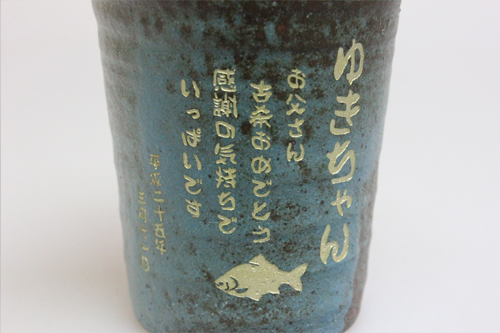 ゆきちゃん
お父さん
古希おめでとう
感謝の気持ちで
いっぱいです
平成二十五年